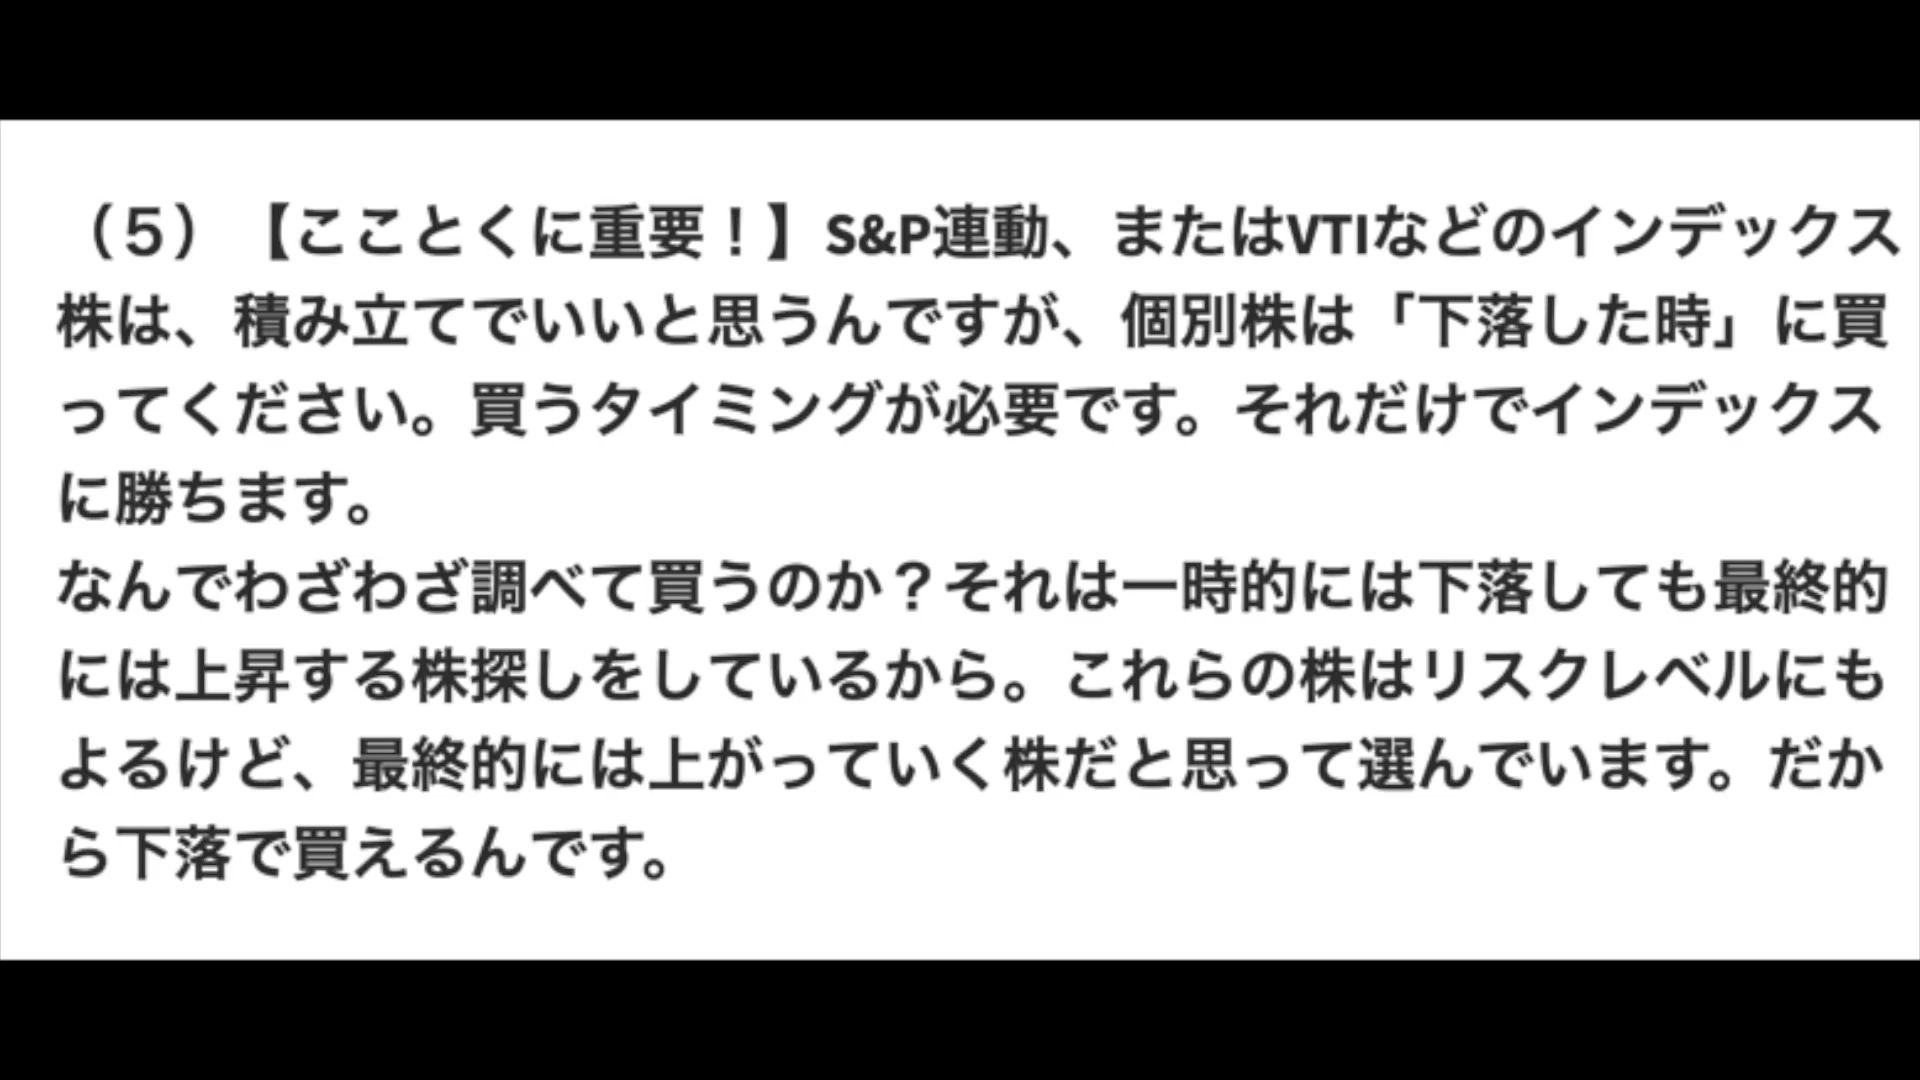 （５）【こことくに重要！】S&P連動、またはVTIなどのインデックス
株は、積み立てでいいと思うんですが、個別株は「下落した時」に買
ってください。買うタイミングが必要です。それだけでインデックス
に勝ちます。
なんでわざわざ調べて買うのか？それは一時的には下落しても最終的
には上昇する株探しをしているから。これらの株はリスクレベルにも
よるけど、最終的には上がっていく株だと思って選んでいます。だか
ら下落で買えるんです。